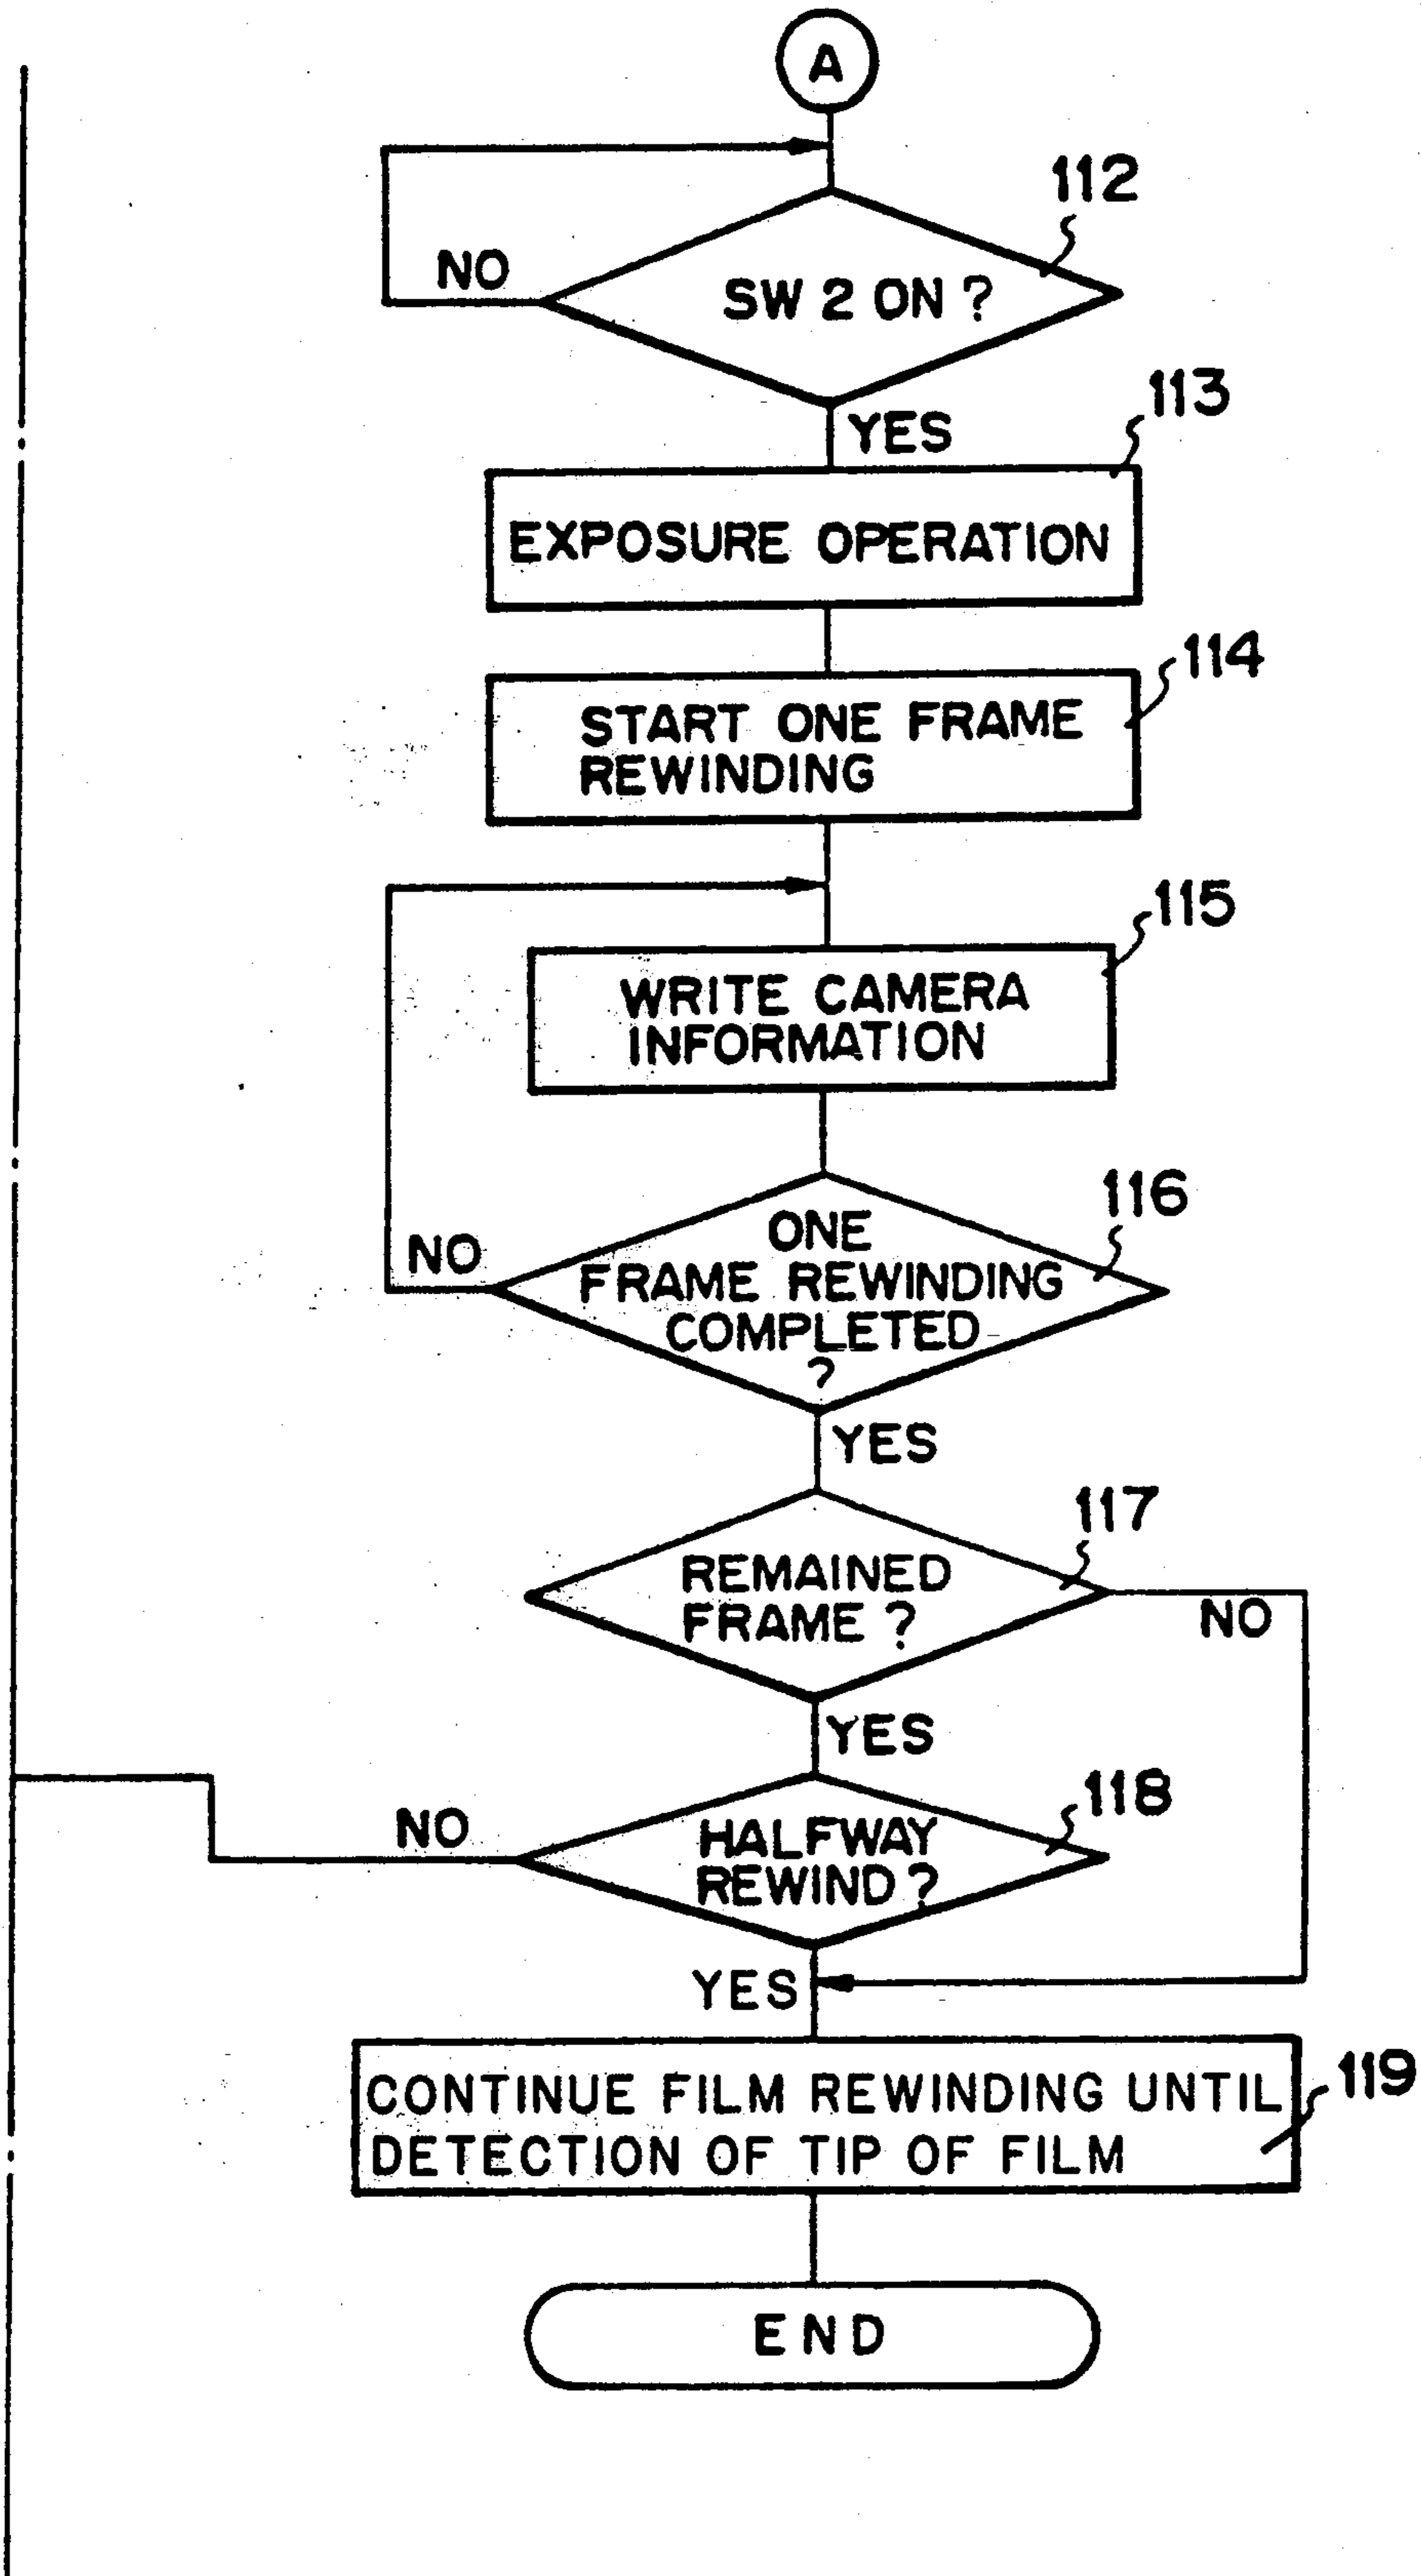 A
112
NO
SW 2 ON ?
YES
113
EXPOSURE OPERATION
114
START ONE FRAME
REWINDING
115
WRITE CAMERA
INFORMATION
116
ONE
FRAME REWINDING
COMPLETED
?
NO
YES
117
REMAINED
FRAME ?
NO
YES
118
NO
HALFWAY
REWIND ?
YES
119
CONTINUE FILM REWINDING UNTIL
DETECTION OF TIP OF FILM
END